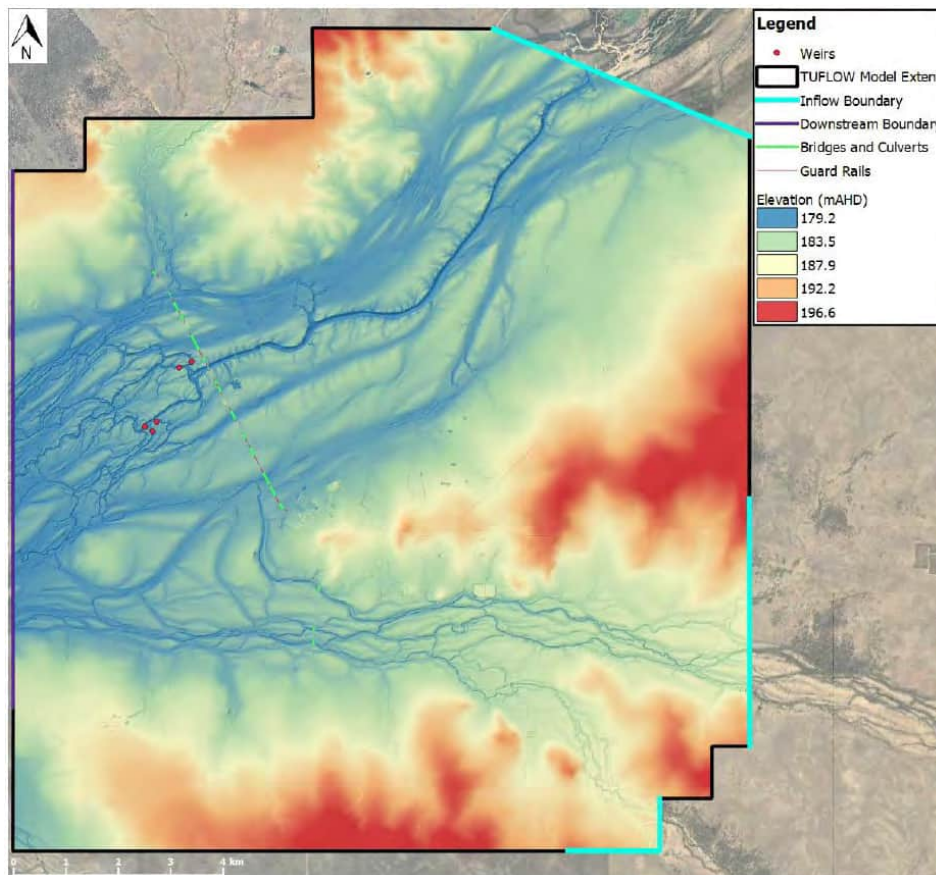 N
Legend
Weirs
TUFLOW Model Exten
Inflow Boundary
Downstream Boundary
Bridges and Culverts
Guard Rails
Elevation (mAHD)
179.2
183.5
187.9
192.2
196.6
0 1 2 3 4 km